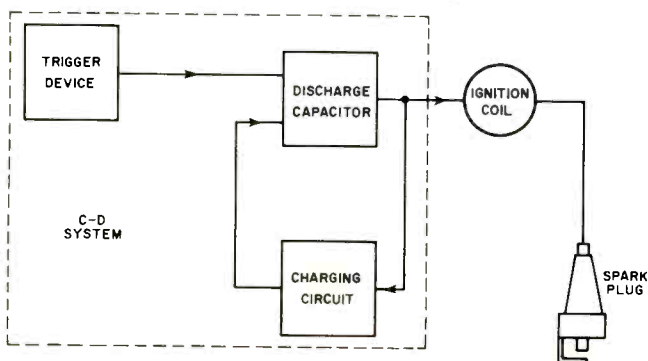 TRIGGER
DEVICE
DISCHARGE
CAPACITOR
IGNITION
COIL
C-D
SYSTEM
CHARGING
CIRCUIT
SPARK
PLUG